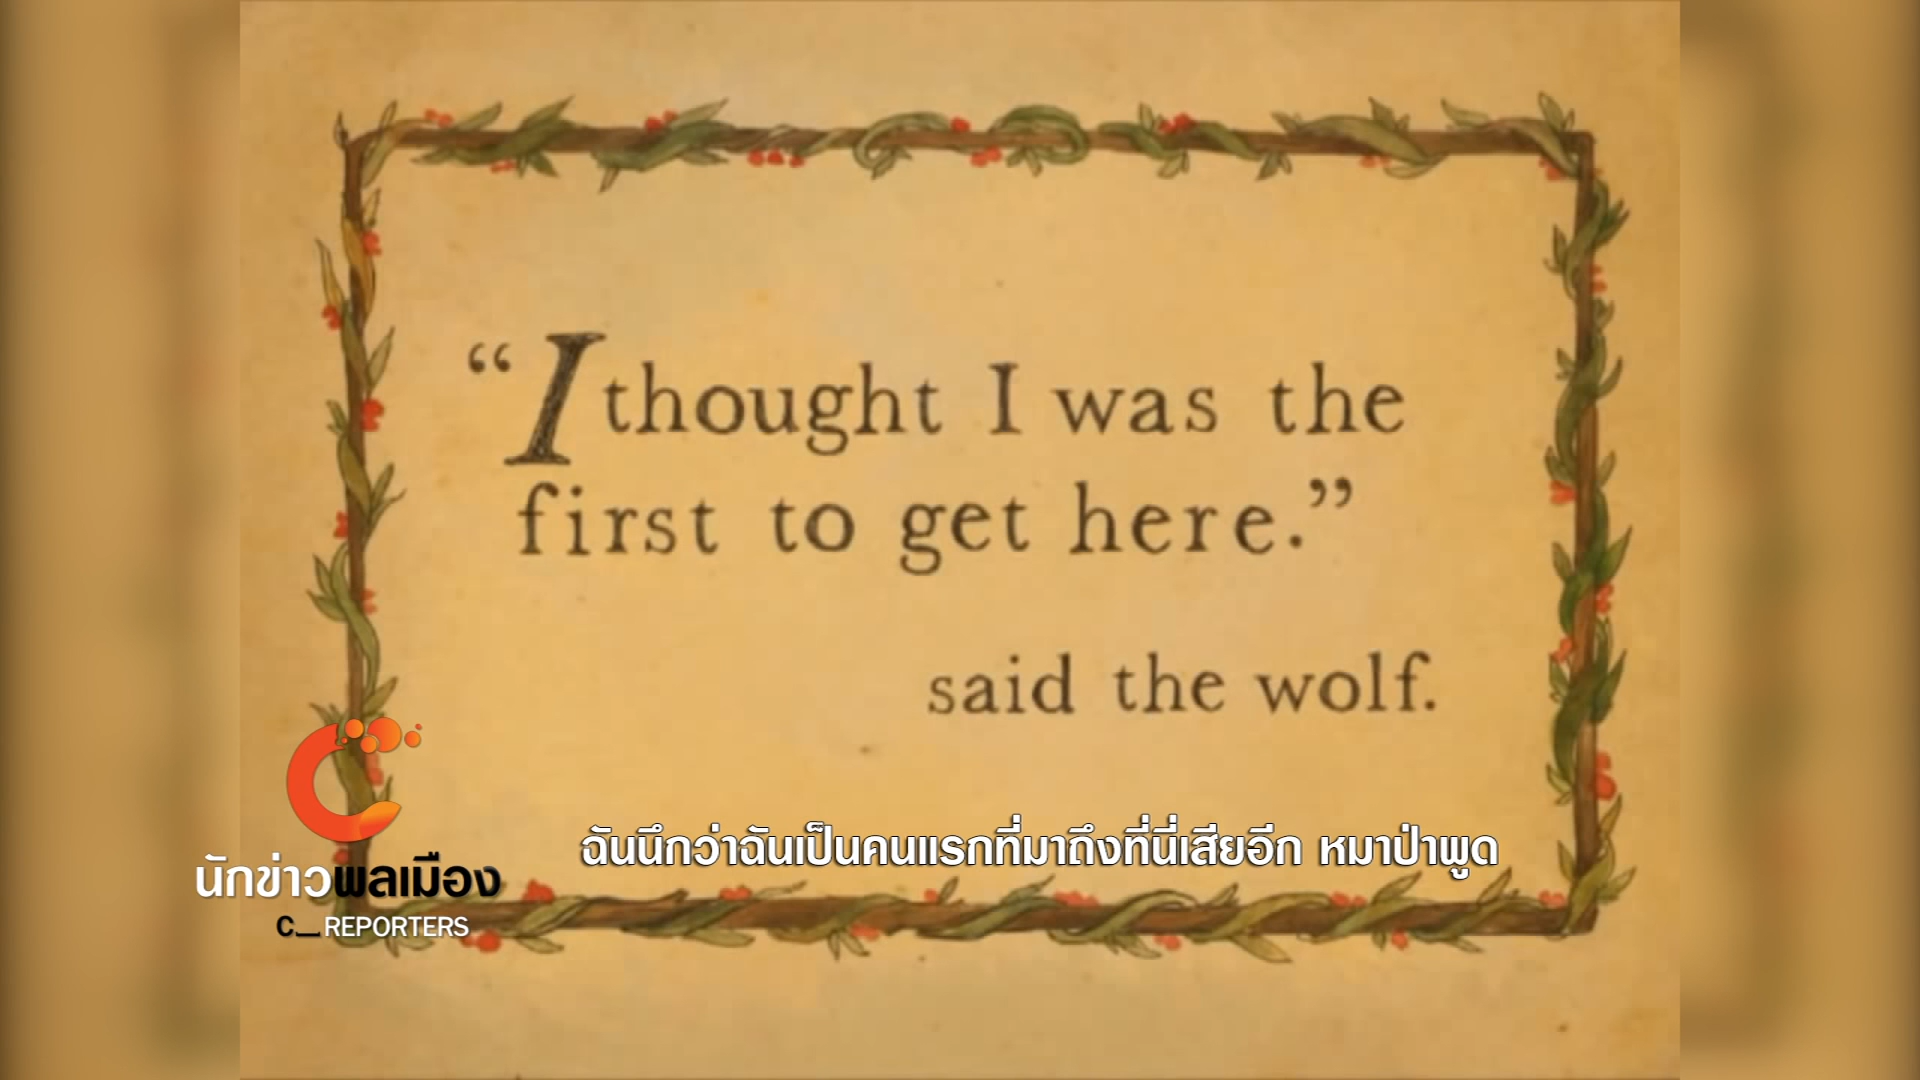 “I thought I was the
first to get here.”
said the wolf.
ฉันนึกว่าฉันเป็นคนแรกที่มาถึงที่นี่เสียอีก หมาป่าพูด
นักข่าวพลเมือง
C_REPORTERS